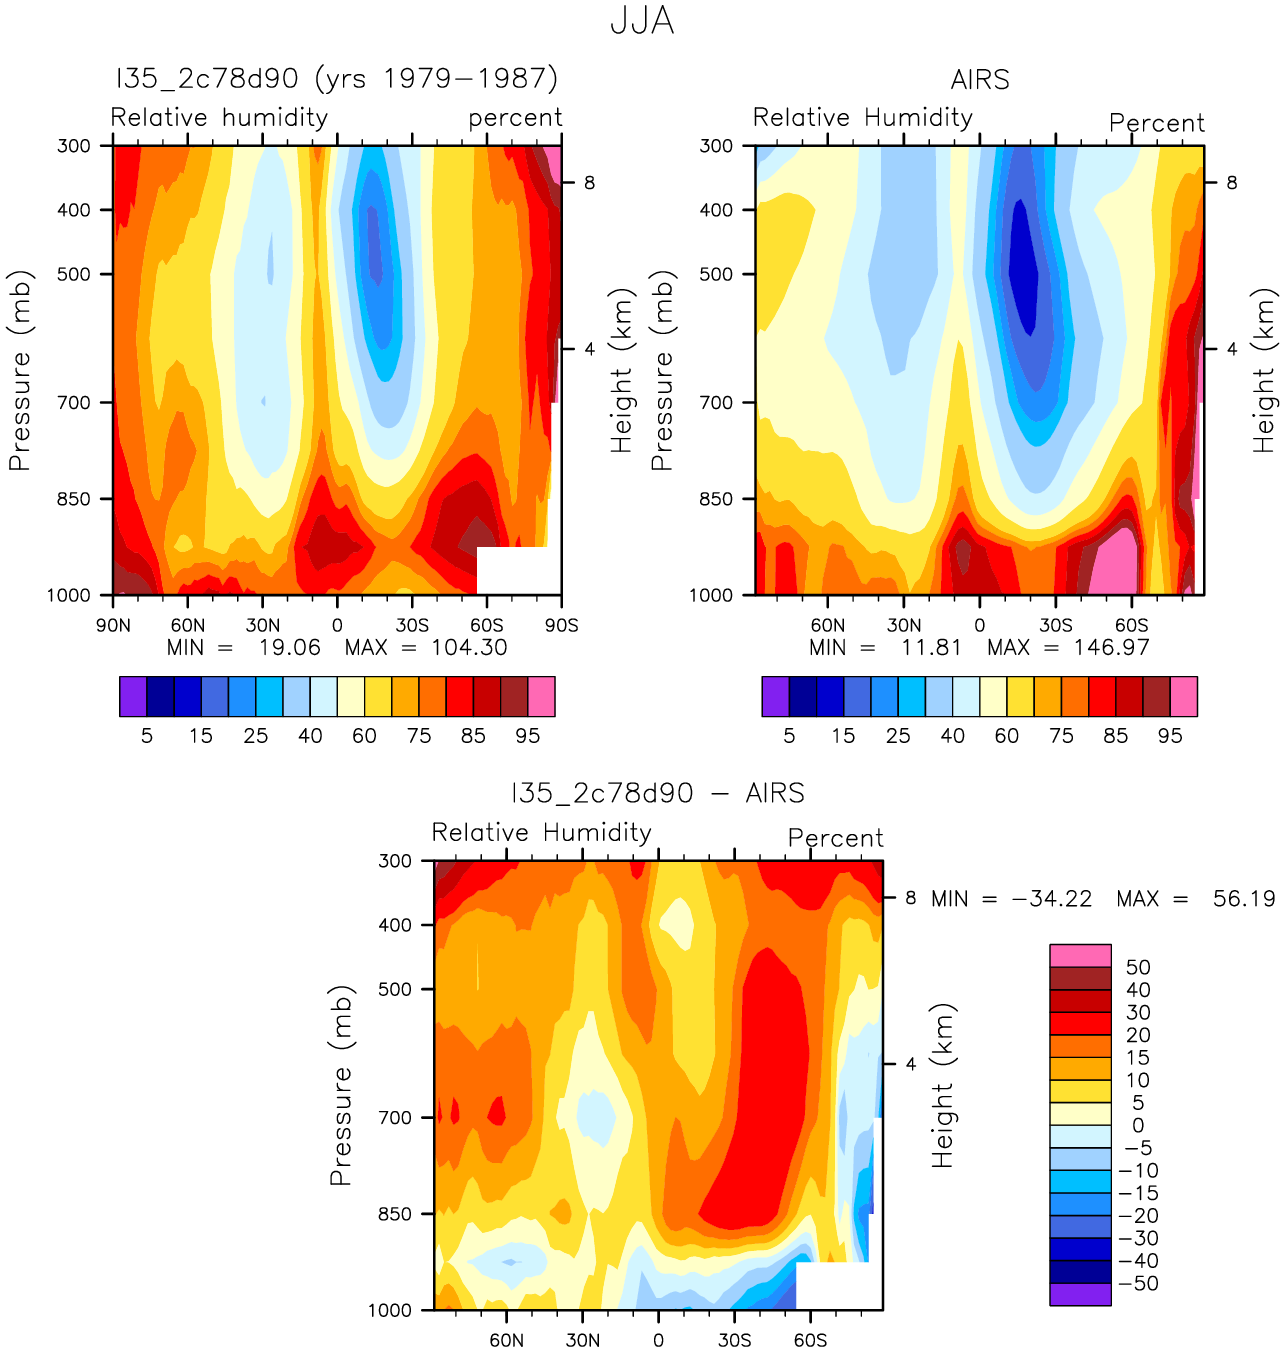 JJA
I35_2c78d90 (yrs 1979-1987)
Relative humidity percent
300
400
500
700
850
1000
Pressure (mb)
8
4
Height (km)
90N 60N 30N 0 30S 60S 90S
MIN = 19.06 MAX = 104.30
5 15 25 40 60 75 85 95
AIRS
Relative Humidity Percent
300
400
500
700
850
1000
Pressure (mb)
8
4
Height (km)
60N 30N 0 30S 60S
MIN = 11.81 MAX = 146.97
5 15 25 40 60 75 85 95
I35_2c78d90 - AIRS
Relative Humidity Percent
300
400
500
700
850
1000
Pressure (mb)
8
4
Height (km)
60N 30N 0 30S 60S
MIN = -34.22 MAX = 56.19
50
40
30
20
15
10
5
0
-5
-10
-15
-20
-30
-40
-50